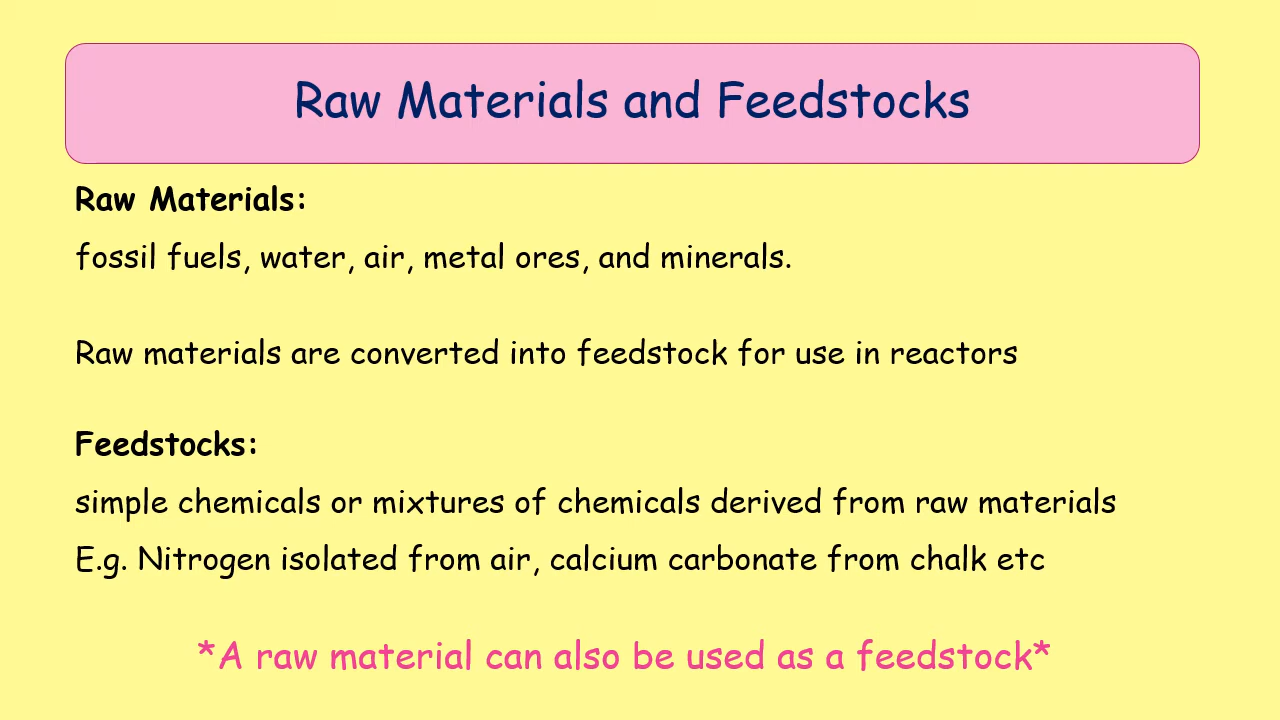 Raw Materials and Feedstocks
Raw Materials:
fossil fuels, water, air, metal ores, and minerals.
Raw materials are converted into feedstock for use in reactors
Feedstocks:
simple chemicals or mixtures of chemicals derived from raw materials
E.g. Nitrogen isolated from air, calcium carbonate from chalk etc
*A raw material can also be used as a feedstock*